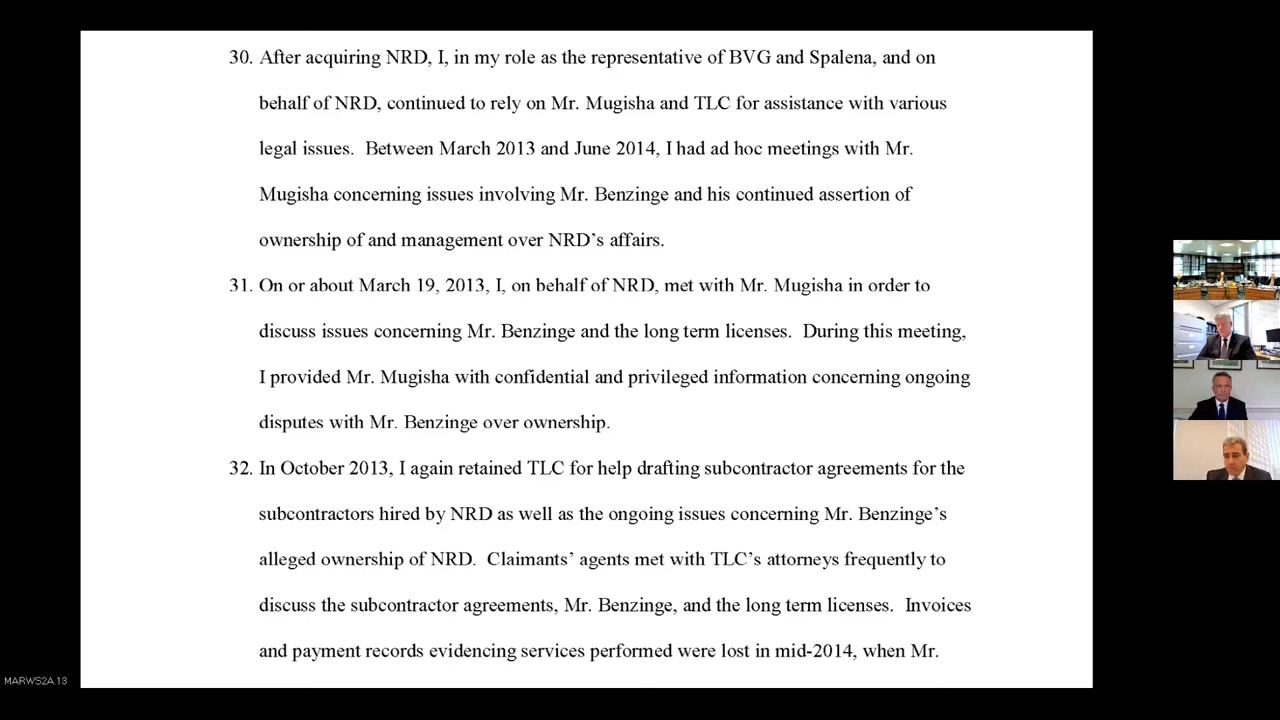 30. After acquiring NRD, I, in my role as the representative of BVG and Spalena, and on
behalf of NRD, continued to rely on Mr. Mugisha and TLC for assistance with various
legal issues. Between March 2013 and June 2014, I had ad hoc meetings with Mr.
Mugisha concerning issues involving Mr. Benzinge and his continued assertion of
ownership of and management over NRD’s affairs.
31. On or about March 19, 2013, I, on behalf of NRD, met with Mr. Mugisha in order to
discuss issues concerning Mr. Benzinge and the long term licenses. During this meeting,
I provided Mr. Mugisha with confidential and privileged information concerning ongoing
disputes with Mr. Benzinge over ownership.
32. In October 2013, I again retained TLC for help drafting subcontractor agreements for the
subcontractors hired by NRD as well as the ongoing issues concerning Mr. Benzinge’s
alleged ownership of NRD. Claimants’ agents met with TLC’s attorneys frequently to
discuss the subcontractor agreements, Mr. Benzinge, and the long term licenses. Invoices
and payment records evidencing services performed were lost in mid-2014, when Mr.
MARWS2A.13